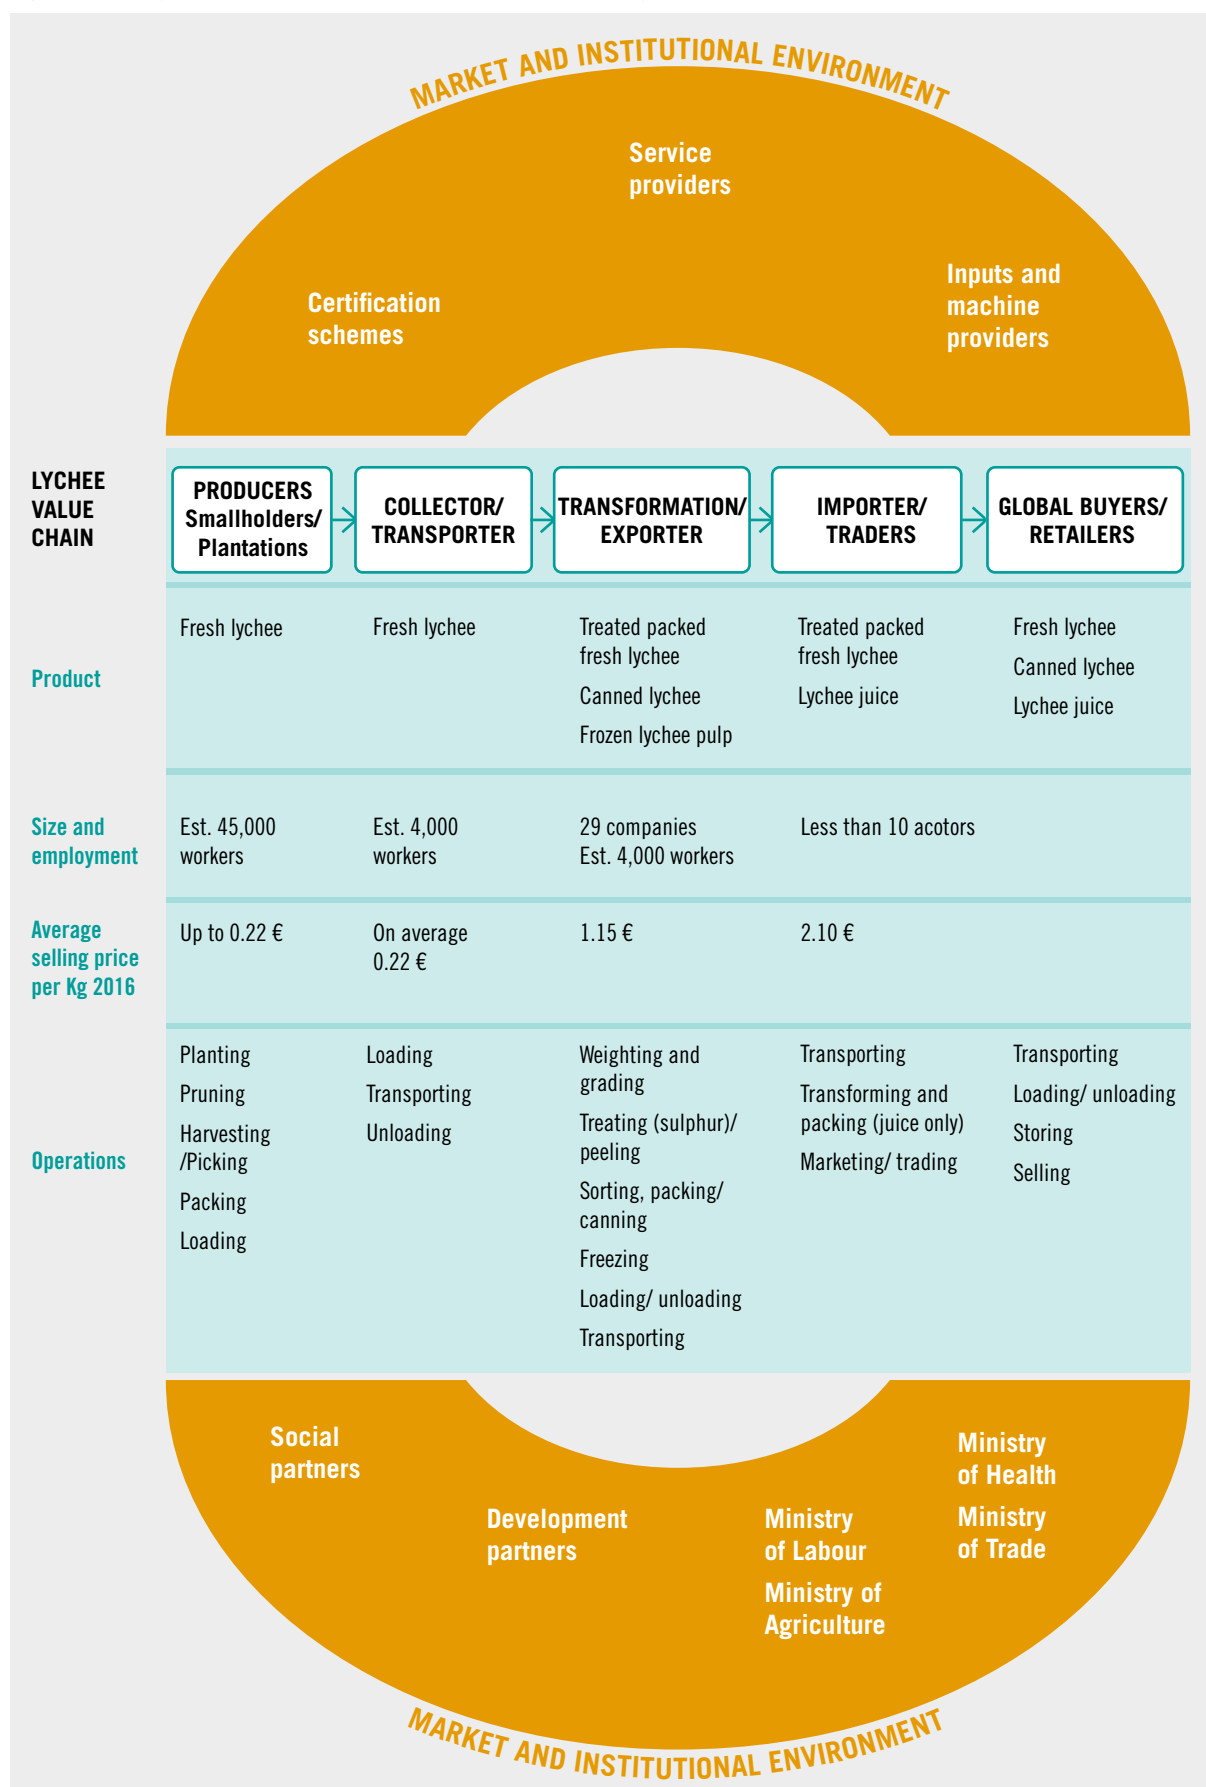 MARKET AND INSTITUTIONAL ENVIRONMENT
Service
providers
Inputs and
machine
providers
Certification
schemes
LYCHEE
VALUE
CHAIN
PRODUCERS
Smallholders/
Plantations
COLLECTOR/
TRANSPORTER
TRANSFORMATION/
EXPORTER
IMPORTER/
TRADERS
GLOBAL BUYERS/
RETAILERS
Product
Fresh lychee
Fresh lychee
Treated packed
fresh lychee
Canned lychee
Frozen lychee pulp
Treated packed
fresh lychee
Lychee juice
Fresh lychee
Canned lychee
Lychee juice
Size and
employment
Est. 45,000
workers
Est. 4,000
workers
29 companies
Est. 4,000 workers
Less than 10 acotors
Average
selling price
per Kg 2016
Up to 0.22 €
On average
0.22 €
1.15 €
2.10 €
Operations
Planting
Pruning
Harvesting
/Picking
Packing
Loading
Loading
Transporting
Unloading
Weighting and
grading
Treating (sulphur)/
peeling
Sorting, packing/
canning
Freezing
Loading/ unloading
Transporting
Transporting
Transforming and
packing (juice only)
Marketing/ trading
Transporting
Loading/ unloading
Storing
Selling
Social
partners
Development
partners
Ministry
of Labour
Ministry of
Agriculture
Ministry
of Health
Ministry
of Trade
MARKET AND INSTITUTIONAL ENVIRONMENT